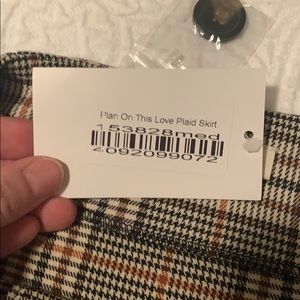 Plan On This Love Plaid Skirt
153828med
4092099072